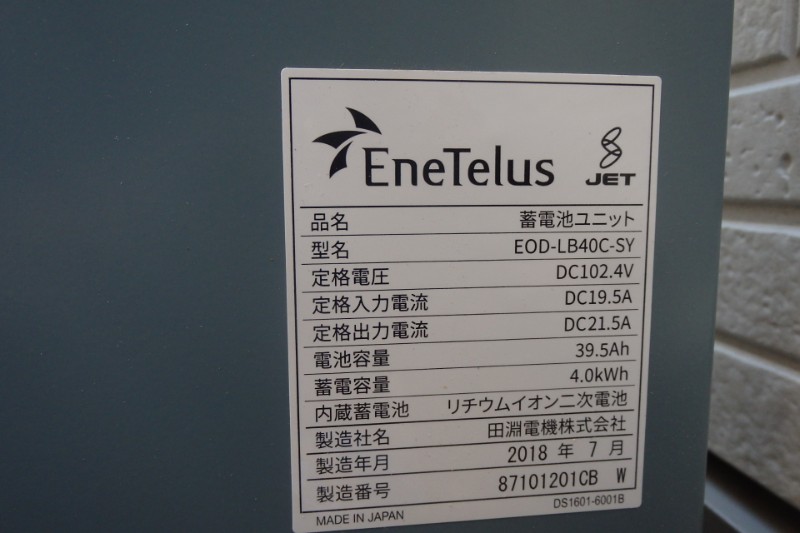 EneTelus
JET
品名 蓄電池ユニット
型名 EOD-LB40C-SY
定格電圧 DC102.4V
定格入力電流 DC19.5A
定格出力電流 DC21.5A
電池容量 39.5Ah
蓄電容量 4.0kWh
内蔵蓄電池 リチウムイオン二次電池
製造社名 田淵電機株式会社
製造年月 2018 年 7 月
製造番号 87101201CB W
MADE IN JAPAN DS1601-6001B